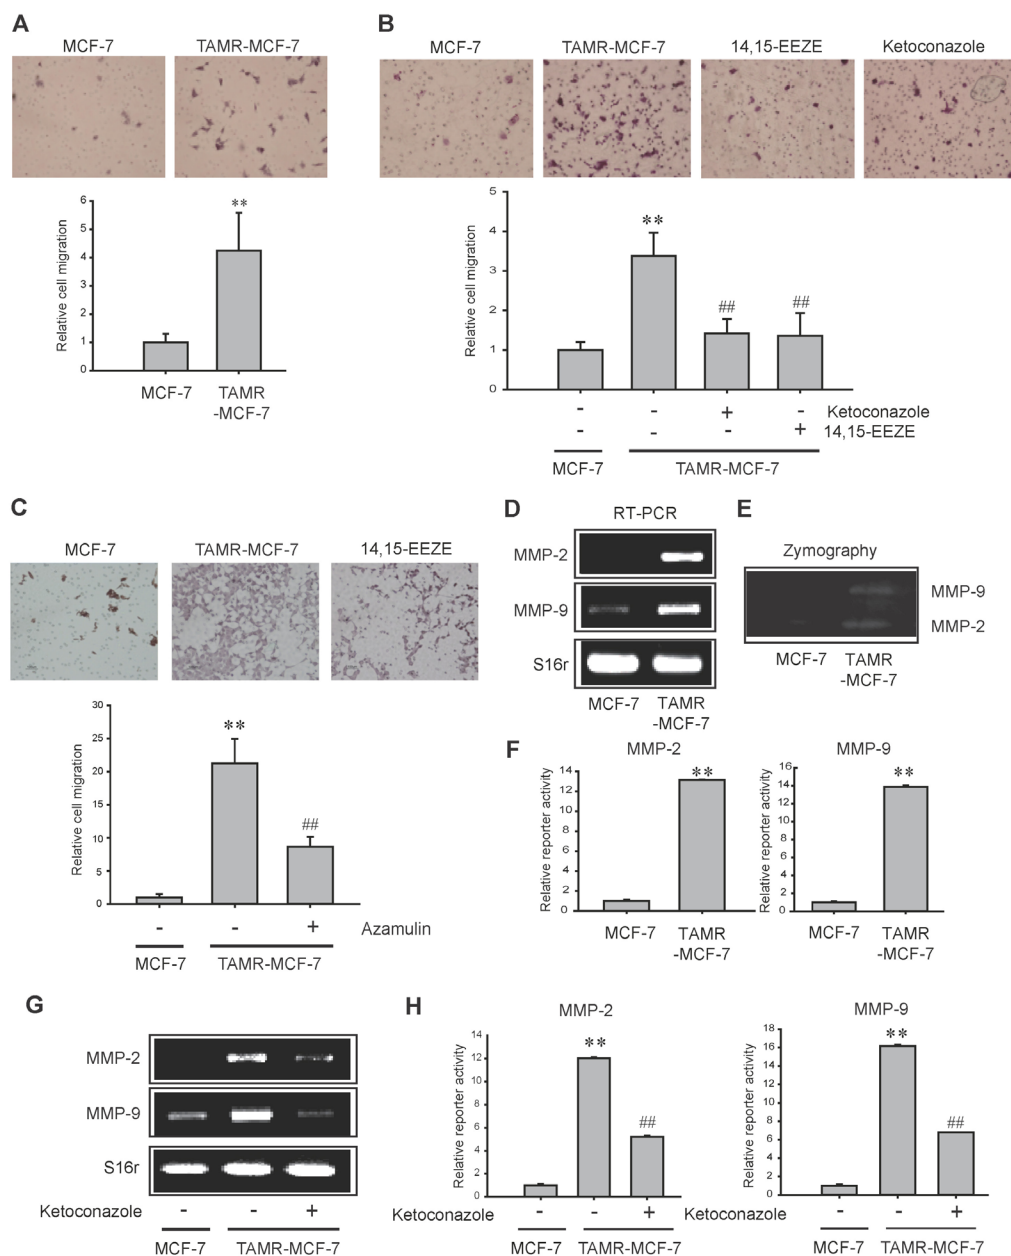 A
MCF-7 TAMR-MCF-7
Relative cell migration
6
5
4
3
2
1
0
**
MCF-7 TAMR
-MCF-7
B
MCF-7 TAMR-MCF-7 14,15-EEZE Ketoconazole
Relative cell migration
5
4
3
2
1
0
**
##
##
- - + - Ketoconazole
- - - + 14,15-EEZE
MCF-7 TAMR-MCF-7
C
MCF-7 TAMR-MCF-7 14,15-EEZE
Relative cell migration
30
25
20
15
10
5
0
**
##
- - + Azamulin
MCF-7 TAMR-MCF-7
D
RT-PCR
MMP-2
MMP-9
S16r
MCF-7 TAMR
-MCF-7
E
Zymography
MMP-9
MMP-2
MCF-7 TAMR
-MCF-7
F
MMP-2
Relative reporter activity
14
12
10
8
6
4
2
0
**
MCF-7 TAMR
-MCF-7
MMP-9
Relative reporter activity
16
14
12
10
8
6
4
2
0
**
MCF-7 TAMR
-MCF-7
G
MMP-2
MMP-9
S16r
Ketoconazole - - +
MCF-7 TAMR-MCF-7
H
MMP-2
Relative reporter activity
14
12
10
8
6
4
2
0
**
##
Ketoconazole - - +
MCF-7 TAMR-MCF-7
MMP-9
Relative reporter activity
18
16
14
12
10
8
6
4
2
0
**
##
Ketoconazole - - +
MCF-7 TAMR-MCF-7